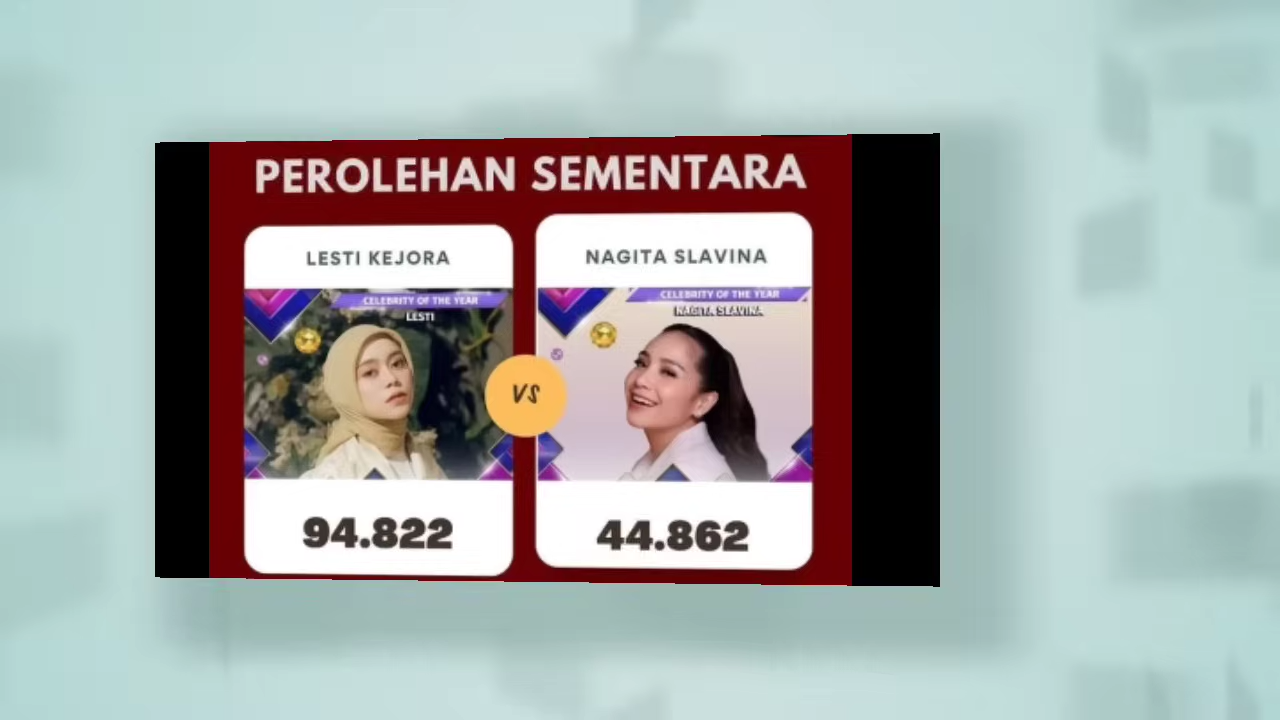 PEROLEHAN SEMENTARA
LESTI KEJORA
CELEBRITY OF THE YEAR
LESTI
94.822
VS
NAGITA SLAVINA
CELEBRITY OF THE YEAR
NAGITA SLAVINA
44.862